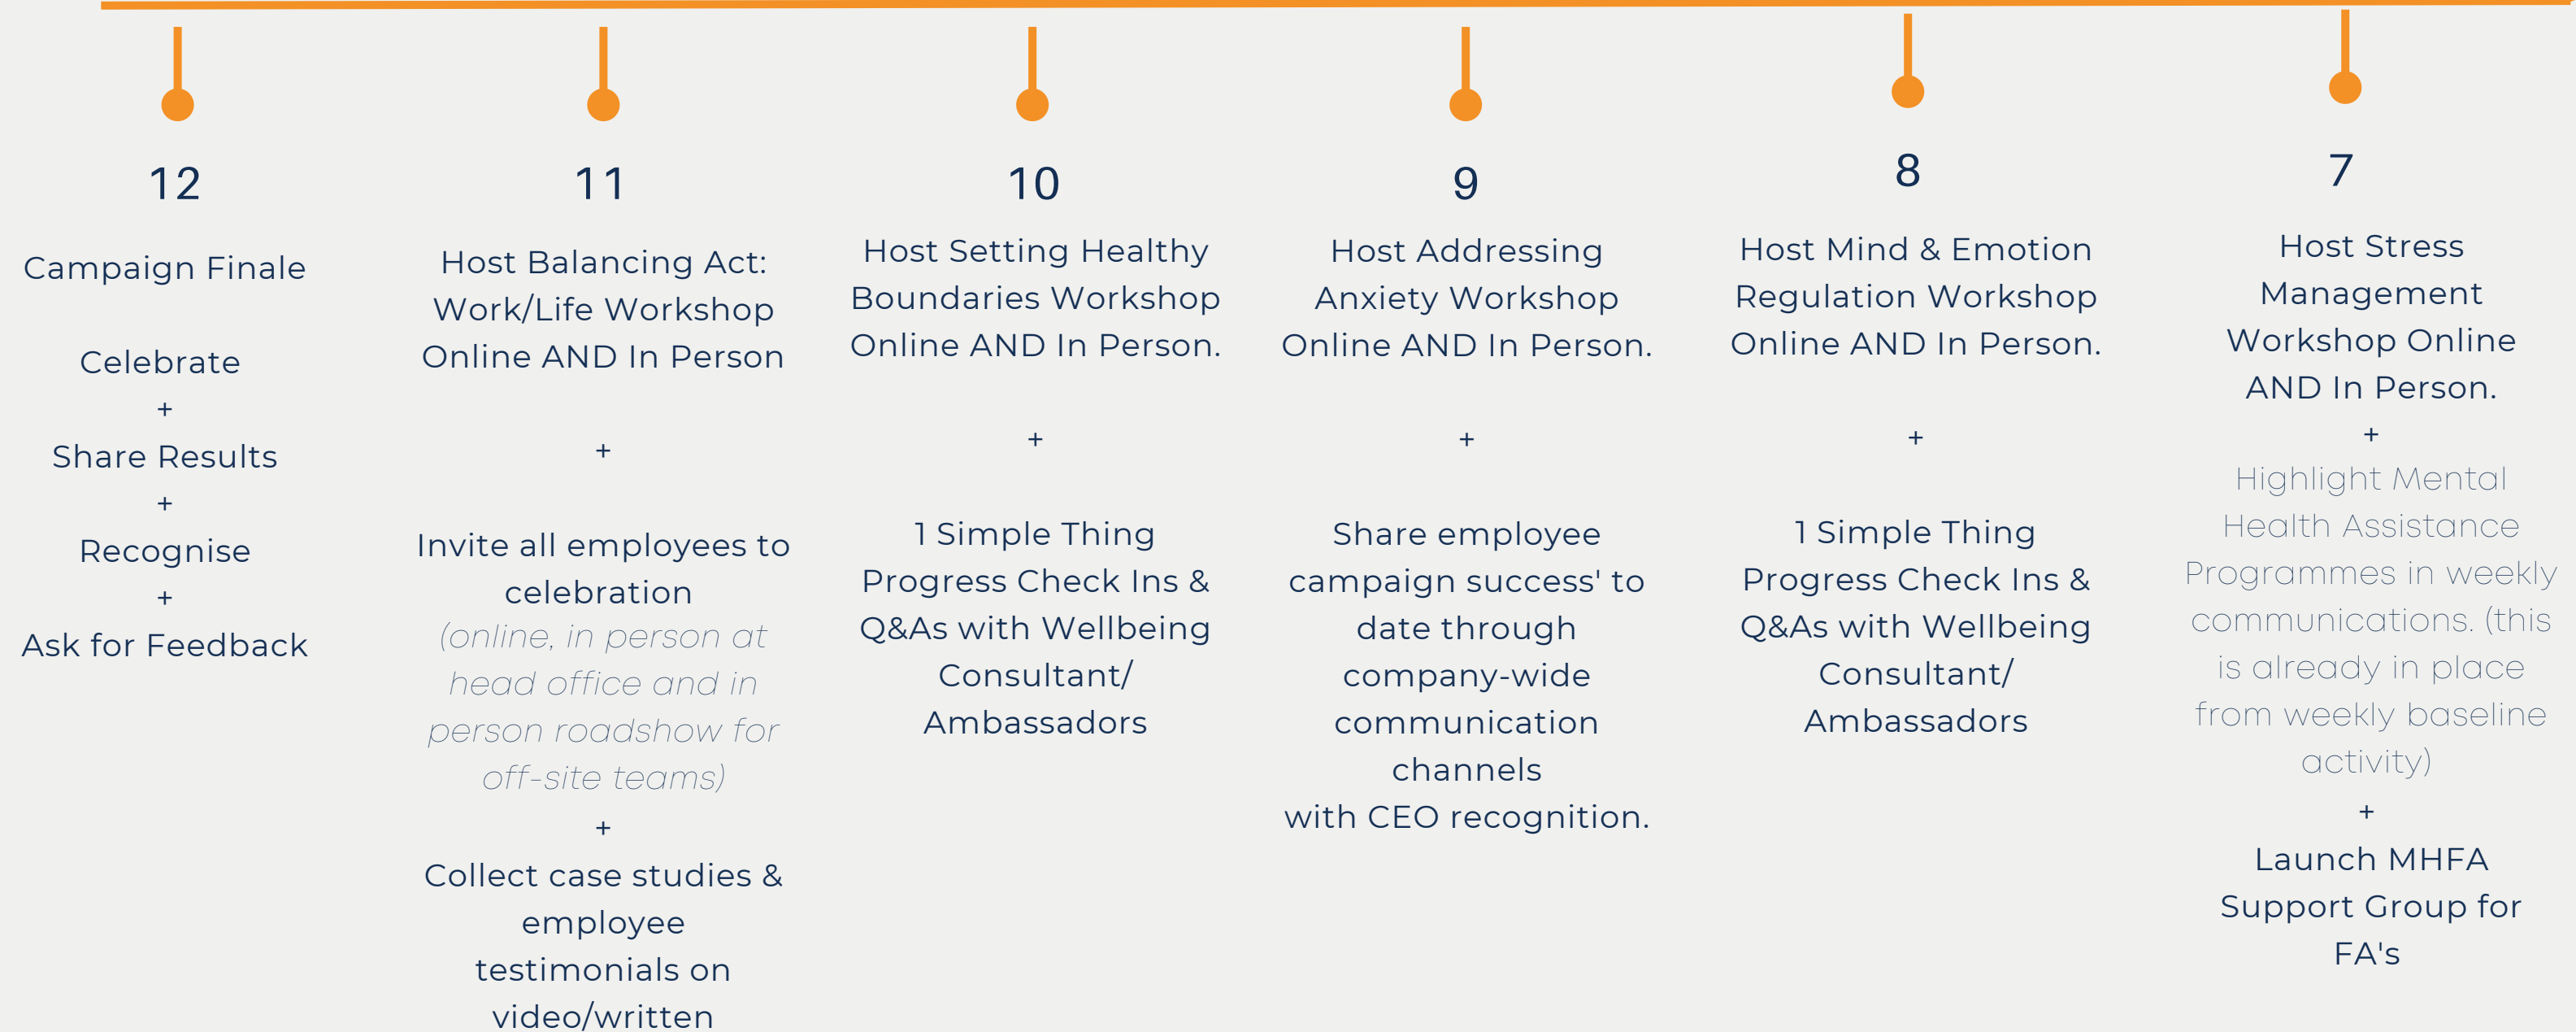 12
Campaign Finale
Celebrate
+
Share Results
+
Recognise
+
Ask for Feedback
11
Host Balancing Act:
Work/Life Workshop
Online AND In Person
+
Invite all employees to
celebration
(online, in person at
head office and in
person roadshow for
off-site teams)
+
Collect case studies &
employee
testimonials on
video/written
10
Host Setting Healthy
Boundaries Workshop
Online AND In Person.
+
1 Simple Thing
Progress Check Ins &
Q&As with Wellbeing
Consultant/
Ambassadors
9
Host Addressing
Anxiety Workshop
Online AND In Person.
+
Share employee
campaign success' to
date through
company-wide
communication
channels
with CEO recognition.
8
Host Mind & Emotion
Regulation Workshop
Online AND In Person.
+
1 Simple Thing
Progress Check Ins &
Q&As with Wellbeing
Consultant/
Ambassadors
7
Host Stress
Management
Workshop Online
AND In Person.
+
Highlight Mental
Health Assistance
Programmes in weekly
communications. (this
is already in place
from weekly baseline
activity)
+
Launch MHFA
Support Group for
FA's